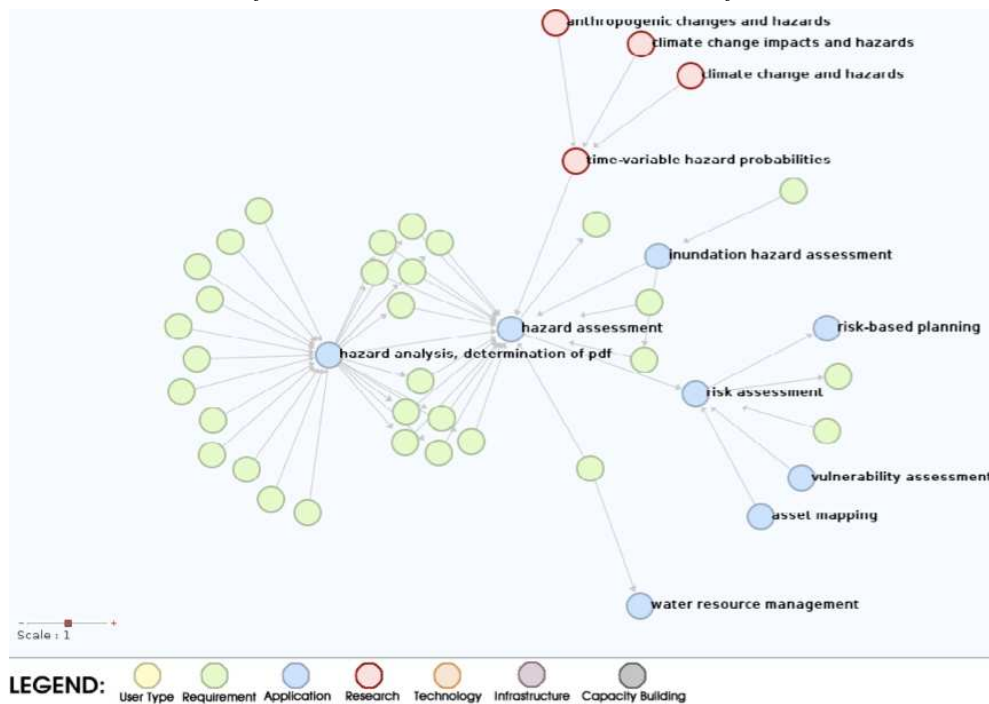 anthropogenic changes and hazards
climate change impacts and hazards
climate change and hazards
time-variable hazard probabilities
inundation hazard assessment
hazard assessment
risk-based planning
hazard analysis, determination of pdf
risk assessment
vulnerability assessment
asset mapping
water resource management
- +
Scale : 1
LEGEND:
User Type Requirement Application Research Technology Infrastructure Capacity Building